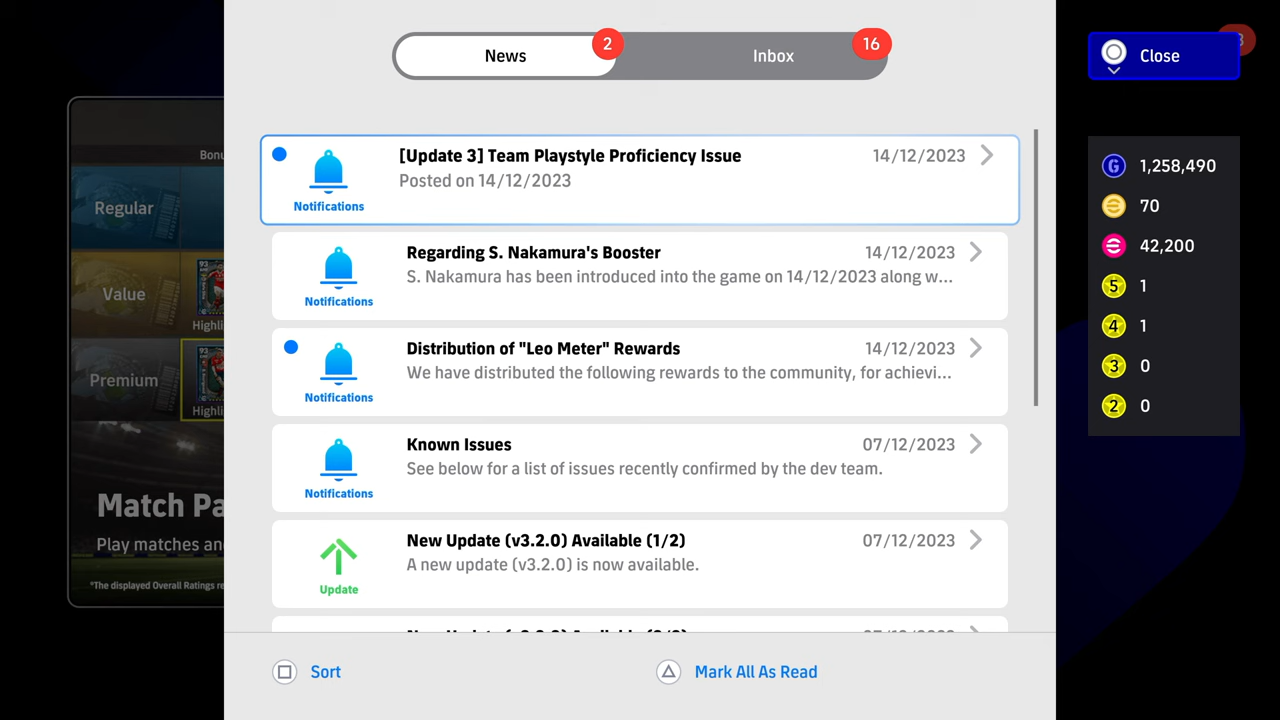 News
2
Inbox
16
Close
[Update 3] Team Playstyle Proficiency Issue
14/12/2023
Posted on 14/12/2023
Notifications
Regarding S. Nakamura's Booster
14/12/2023
S. Nakamura has been introduced into the game on 14/12/2023 along w...
Notifications
Distribution of "Leo Meter" Rewards
14/12/2023
We have distributed the following rewards to the community, for achievi...
Notifications
Known Issues
07/12/2023
See below for a list of issues recently confirmed by the dev team.
Notifications
New Update (v3.2.0) Available (1/2)
07/12/2023
A new update (v3.2.0) is now available.
Update
Sort
Mark All As Read
G 1,258,490
70
42,200
5 1
4 1
3 0
2 0
Bonu
Regular
Value
Highli
93
Premium
Highli
Match Pa
Play matches an
*The displayed Overall Ratings re